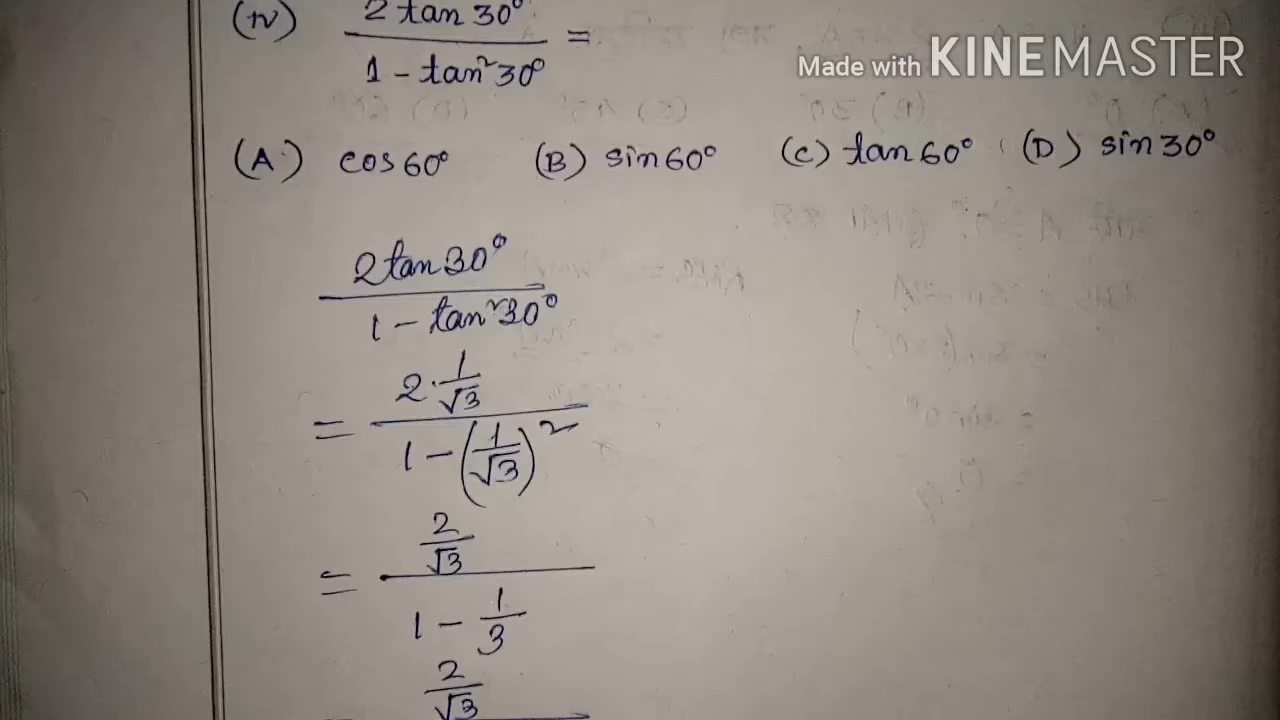 (iv) 2 tan 30° / 1 - tan²30° =
Made with KINEMASTER
(A) cos 60° (B) sin 60° (C) tan 60° (D) sin 30°
2 tan 30° / 1 - tan²30°
= 2 · 1/√3 / 1 - (1/√3)²
= 2/√3 / 1 - 1/3
2/√3